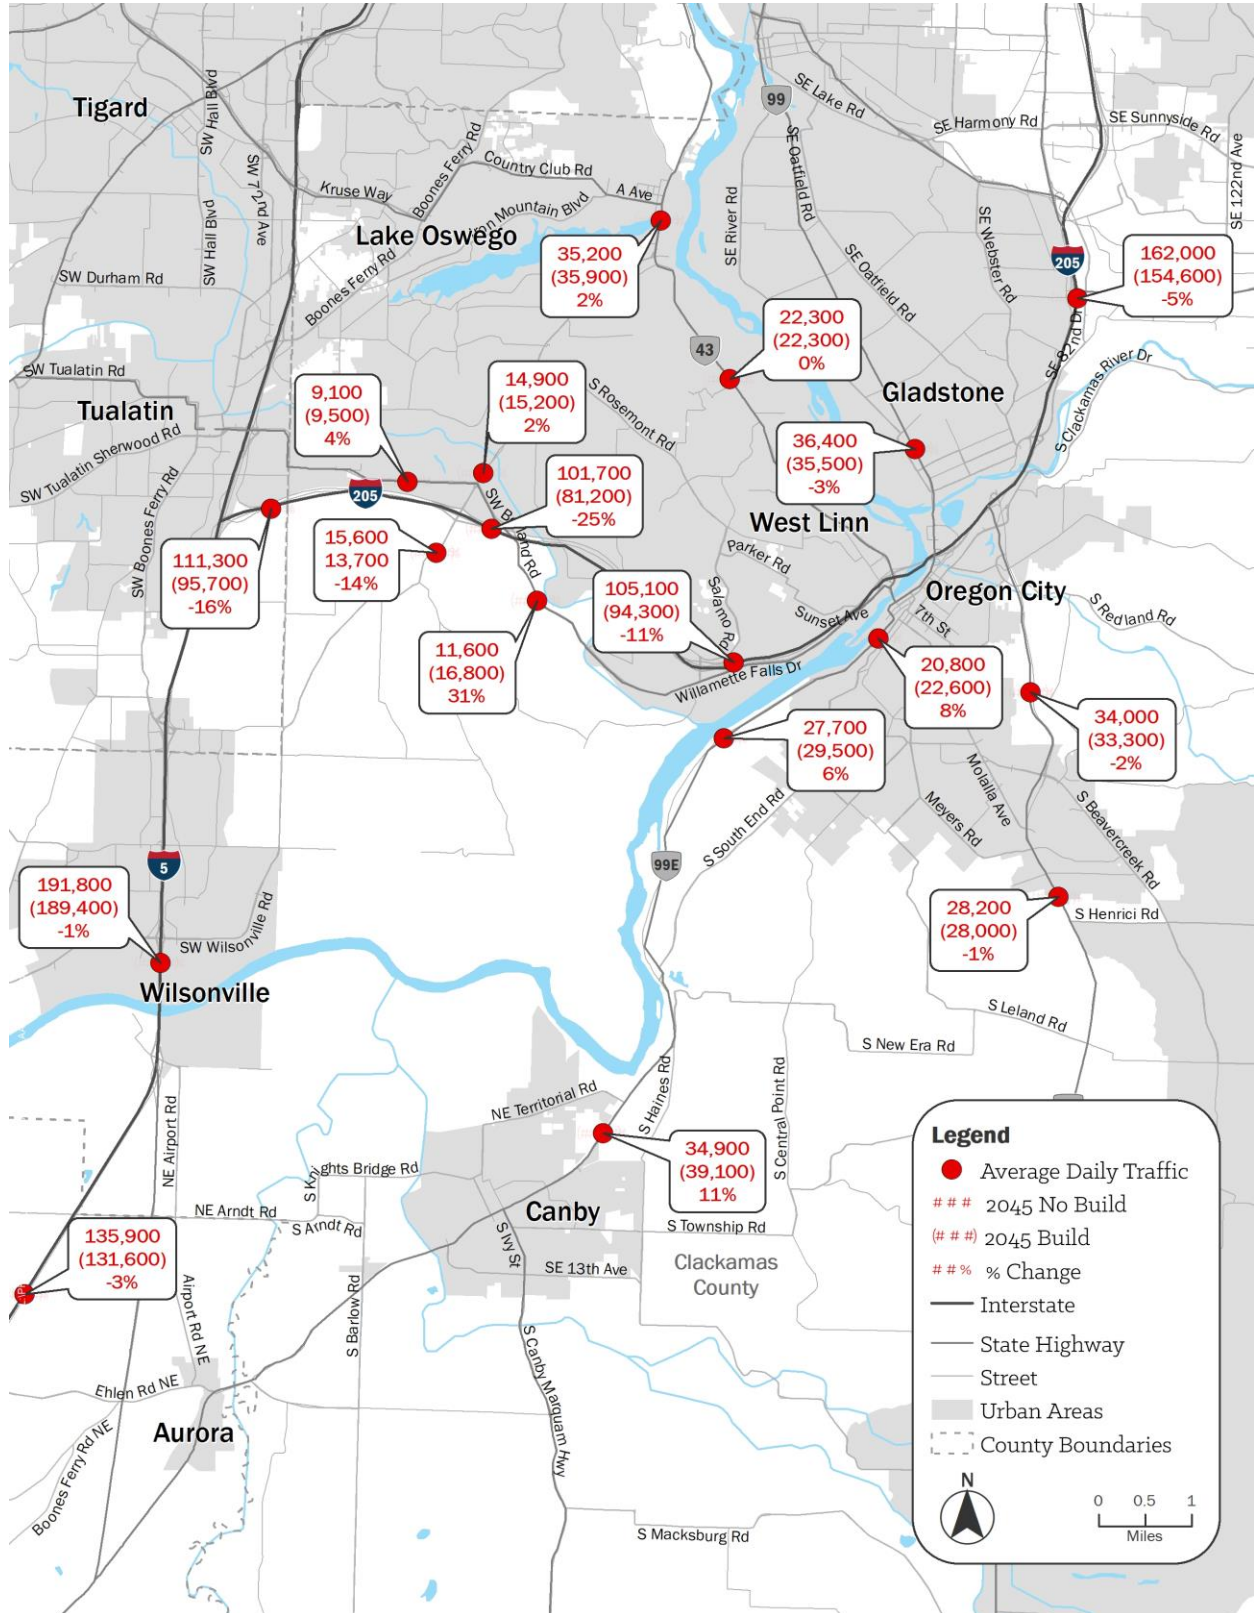 Tigard
SW Hall Blvd
SW 72nd Ave
SW Hall Blvd
Kruse Way
Boones Ferry Rd
Country Club Rd
A Ave
Iron Mountain Blvd
Lake Oswego
Boones Ferry Rd
SW Durham Rd
99
SE Lake Rd
SE Harmony Rd
SE Sunnyside Rd
SE 122nd Ave
SE Oatfield Rd
SE River Rd
SE Webster Rd
SE Oatfield Rd
205
SE 82nd Dr
162,000
(154,600)
-5%
35,200
(35,900)
2%
22,300
(22,300)
0%
43
S Clackamas River Dr
Gladstone
SW Tualatin Rd
Tualatin
SW Tualatin Sherwood Rd
SW Boones Ferry Rd
9,100
(9,500)
4%
14,900
(15,200)
2%
S Rosemont Rd
36,400
(35,500)
-3%
101,700
(81,200)
-25%
205
SW Borland Rd
West Linn
15,600
13,700
-14%
111,300
(95,700)
-16%
Parker Rd
Salamo Rd
Sunset Ave
Oregon City
7th St
S Redland Rd
105,100
(94,300)
-11%
11,600
(16,800)
31%
Willamette Falls Dr
20,800
(22,600)
8%
34,000
(33,300)
-2%
27,700
(29,500)
6%
Molalla Ave
Meyers Rd
S Beavercreek Rd
S South End Rd
99E
5
191,800
(189,400)
-1%
SW Wilsonville Rd
Wilsonville
28,200
(28,000)
-1%
S Henrici Rd
S Leland Rd
S New Era Rd
S Haines Rd
S Central Point Rd
NE Territorial Rd
NE Airport Rd
S Knights Bridge Rd
34,900
(39,100)
11%
NE Arndt Rd
S Arndt Rd
Canby
S Ivy St
S Township Rd
SE 13th Ave
Clackamas
County
135,900
(131,600)
-3%
Airport Rd NE
S Barlow Rd
S Canby Marquam Hwy
Ehlen Rd NE
Aurora
Boones Ferry Rd NE
S Macksburg Rd
Legend
Average Daily Traffic
# # # 2045 No Build
(# # #) 2045 Build
# # % % Change
Interstate
State Highway
Street
Urban Areas
County Boundaries
N
0 0.5 1
Miles